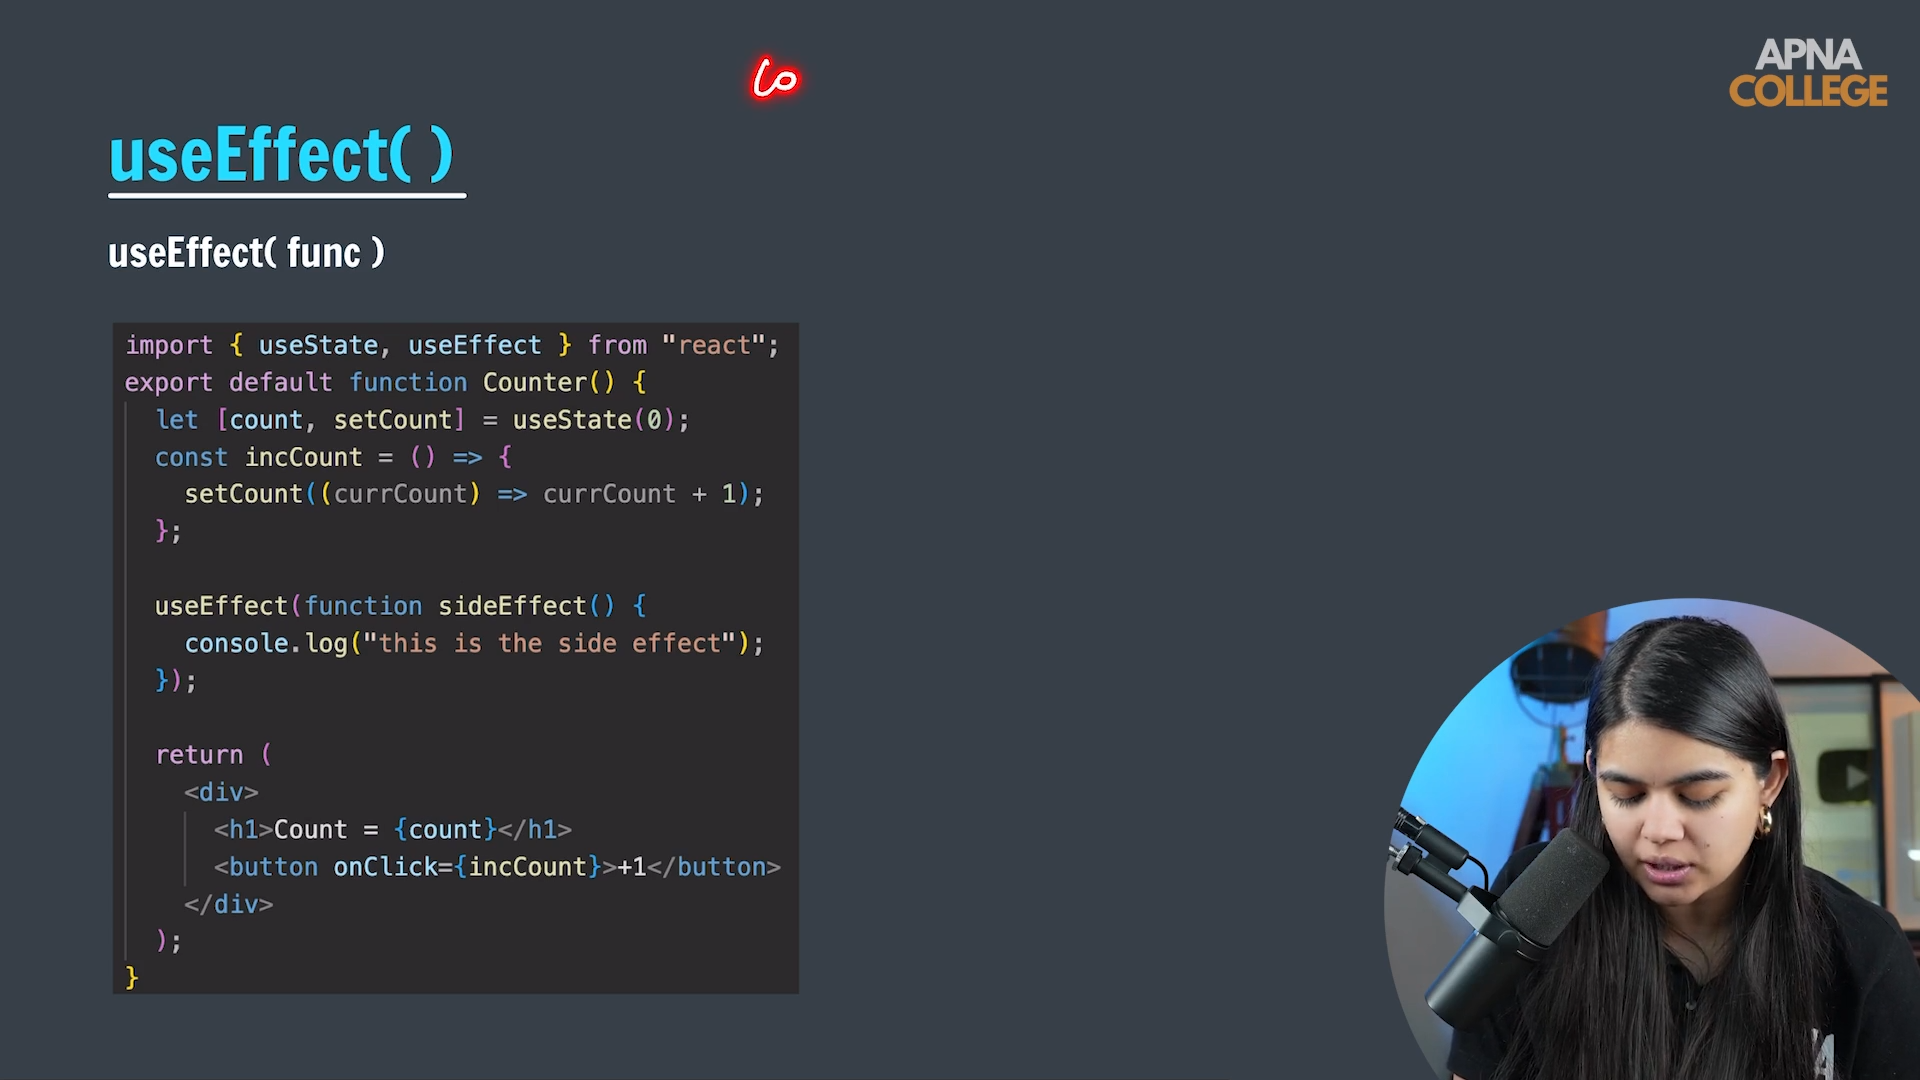 Co
APNA
COLLEGE
useEffect( )
useEffect( func )
import { useState, useEffect } from "react";
export default function Counter() {
  let [count, setCount] = useState(0);
  const incCount = () => {
    setCount((currCount) => currCount + 1);
  };

  useEffect(function sideEffect() {
    console.log("this is the side effect");
  });

  return (
    <div>
      <h1>Count = {count}</h1>
      <button onClick={incCount}>+1</button>
    </div>
  );
}